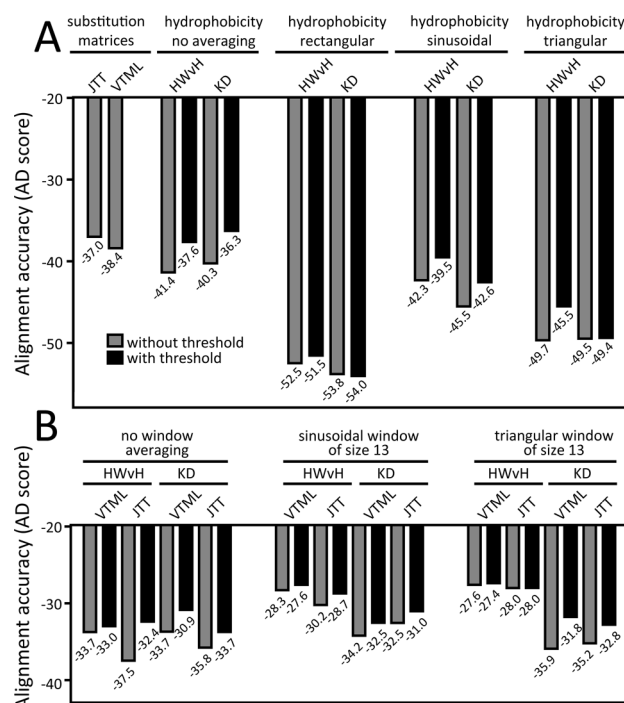 A
substitution matrices
hydrophobicity no averaging
hydrophobicity rectangular
hydrophobicity sinusoidal
hydrophobicity triangular
JTT VTML HWvH KD HWvH KD HWvH KD HWvH KD
Alignment accuracy (AD score)
-20
-30
-40
-50
-37.0 -38.4 -41.4 -37.6 -40.3 -36.3 -52.5 -51.5 -53.8 -54.0 -42.3 -39.5 -45.5 -42.6 -49.7 -45.5 -49.5 -49.4
without threshold
with threshold
B
no window averaging
sinusoidal window of size 13
triangular window of size 13
HWvH KD HWvH KD HWvH KD
VTML JTT VTML JTT VTML JTT VTML JTT VTML JTT VTML JTT
Alignment accuracy (AD score)
-20
-30
-40
-33.7 -33.0 -37.5 -32.4 -33.7 -30.9 -35.8 -33.7 -28.3 -27.6 -30.2 -28.7 -34.2 -32.5 -32.5 -31.0 -27.6 -27.4 -28.0 -28.0 -35.9 -31.8 -35.2 -32.8